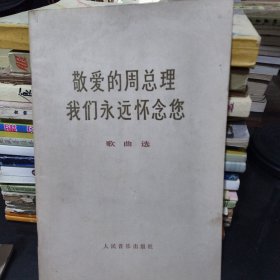 敬爱的周总理
我们永远怀念您
歌曲选
人民音乐出版社